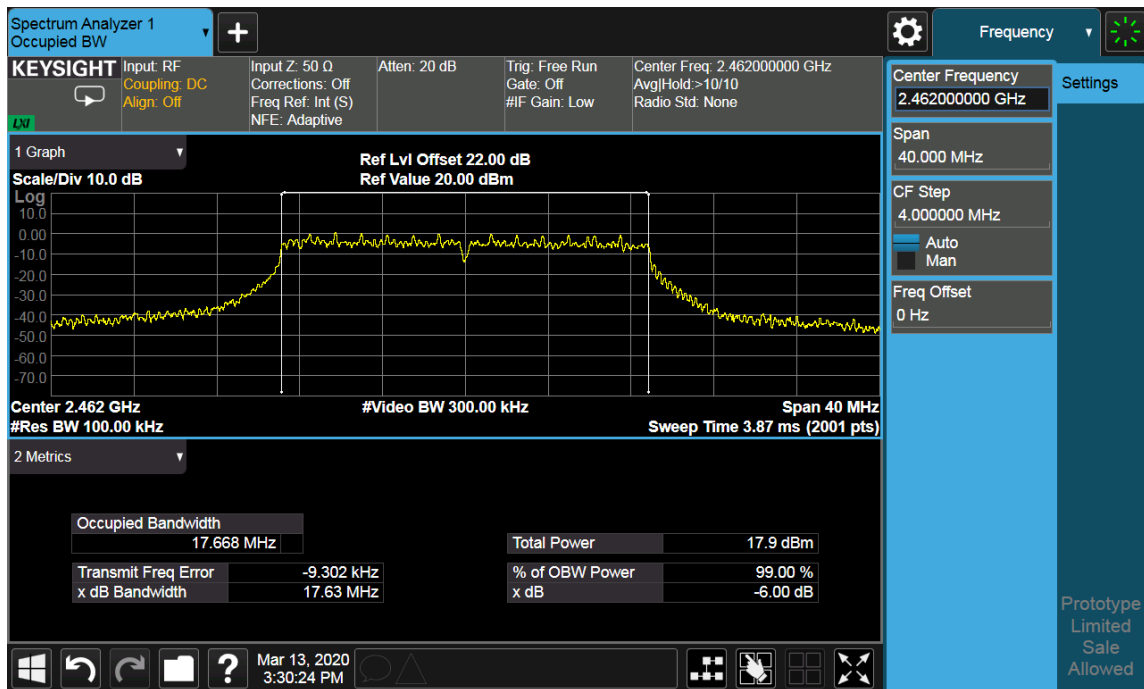 Spectrum Analyzer 1
Occupied BW
+
Frequency
KEYSIGHT
LXI
Input: RF
Coupling: DC
Align: Off
Input Z: 50 Ω
Corrections: Off
Freq Ref: Int (S)
NFE: Adaptive
Atten: 20 dB
Trig: Free Run
Gate: Off
#IF Gain: Low
Center Freq: 2.462000000 GHz
Avg|Hold:>10/10
Radio Std: None
1 Graph
Scale/Div 10.0 dB
Ref Lvl Offset 22.00 dB
Ref Value 20.00 dBm
Log
10.0
0.00
-10.0
-20.0
-30.0
-40.0
-50.0
-60.0
-70.0
Center 2.462 GHz
#Video BW 300.00 kHz
Span 40 MHz
#Res BW 100.00 kHz
Sweep Time 3.87 ms (2001 pts)
2 Metrics
Occupied Bandwidth
17.668 MHz
Total Power 17.9 dBm
Transmit Freq Error -9.302 kHz
% of OBW Power 99.00 %
x dB Bandwidth 17.63 MHz
x dB -6.00 dB
Center Frequency
2.462000000 GHz
Span
40.000 MHz
CF Step
4.000000 MHz
Auto
Man
Freq Offset
0 Hz
Settings
Prototype
Limited
Sale
Allowed
?
Mar 13, 2020
3:30:24 PM